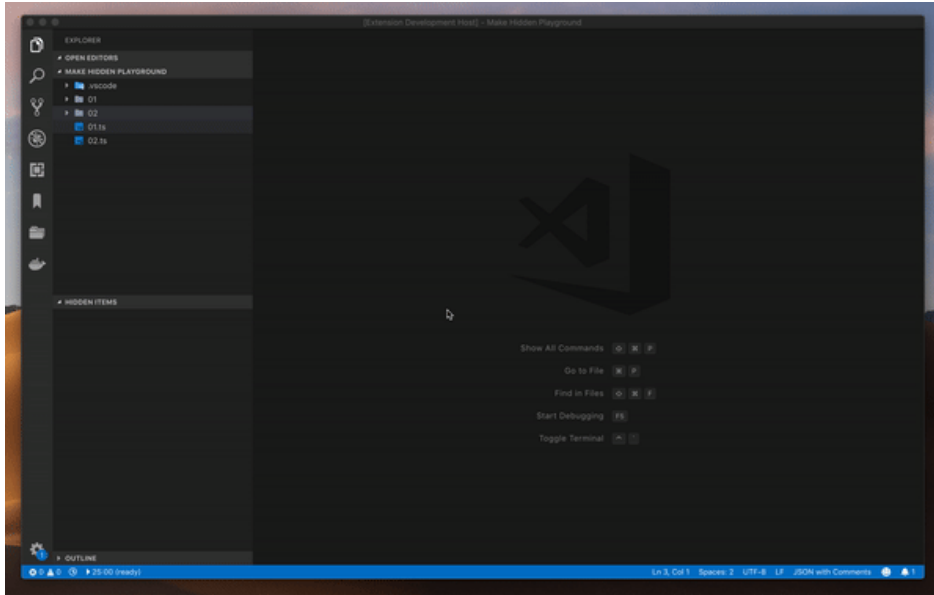 [Extension Development Host] - Make Hidden Playground
EXPLORER
OPEN EDITORS
MAKE HIDDEN PLAYGROUND
.vscode
01
02
01.ts
02.ts
HIDDEN ITEMS
Show All Commands ⇧ ⌘ P
Go to File ⌘ P
Find in Files ⇧ ⌘ F
Start Debugging F5
Toggle Terminal ^ `
OUTLINE
1
0 0 25:00 (ready) Ln 3, Col 1 Spaces: 2 UTF-8 LF JSON with Comments 1